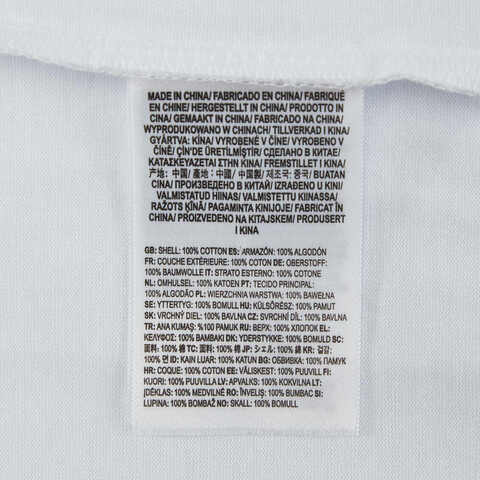 MADE IN CHINA/ FABRICADO EN CHINA/ FABRIQUÉ
EN CHINE/ HERGESTELLT IN CHINA/ PRODOTTO IN
CINA/ GEMAAKT IN CHINA/ FABRICADO NA CHINA/
WYPRODUKOWANO W CHINACH/ TILLVERKAD I KINA/
GYÁRTVA: KÍNA/ VYROBENÉ V ČÍNE/ VYROBENO V
ČÍNĚ/ ÇİN'DE ÜRETİLMİŞTİR/ СДЕЛАНО В КИТАЕ/
ΚΑΤΑΣΚΕΥΑΖΕΤΑΙ ΣΤΗΝ ΚΙΝΑ/ FREMSTILLET I KINA/
产地: 中国/ 產地: 中國/ 中国製/ 제조국: 중국/ BUATAN
CINA/ ПРОИЗВЕДЕНО В КИТАЙ/ IZRAĐENO U KINI/
VALMISTATUD HIINAS/ VALMISTETTU KIINASSA/
RAŽOTS ĶĪNĀ/ PAGAMINTA KINIJOJE/ FABRICAT ÎN
CHINA/ PROIZVEDENO NA KITAJSKEM/ PRODUSERT
I KINA
GB: SHELL: 100% COTTON ES: ARMAZÓN: 100% ALGODÓN
FR: COUCHE EXTÉRIEURE: 100% COTON DE: OBERSTOFF:
100% BAUMWOLLE IT: STRATO ESTERNO: 100% COTONE
NL: OMHULSEL: 100% KATOEN PT: TECIDO PRINCIPAL:
100% ALGODÃO PL: WIERZCHNIA WARSTWA: 100% BAWEŁNA
SE: YTTERTYG: 100% BOMULL HU: KÜLSŐRÉSZ: 100% PAMUT
SK: VRCHNÝ DIEL: 100% BAVLNA CZ: SVRCHNÍ DÍL: 100% BAVLNA
TR: ANA KUMAŞ: %100 PAMUK RU: ВЕРХ: 100% ХЛОПОК EL:
ΚΕΛΥΦΟΣ: 100% ΒΑΜΒΑΚΙ DK: YDERSTYKKE: 100% BOMULD SC:
面料: 100% 棉 TC: 面料: 100% 棉 JP: シェル: 100% 綿 KR: 겉감:
100% 면 ID: KAIN LUAR: 100% KATUN BG: ОБВИВКА: 100% ПАМУК
HR: COQUE: 100% COTON EE: VÄLISKEST: 100% PUUVILL FI:
KUORI: 100% PUUVILLA LV: APVALKS: 100% KOKVILNA LT:
ĮDĖKLAS: 100% MEDVILNĖ RO: ÎNVELIŞ: 100% BUMBAC SI:
LUPINA: 100% BOMBAŽ NO: SKALL: 100% BOMULL